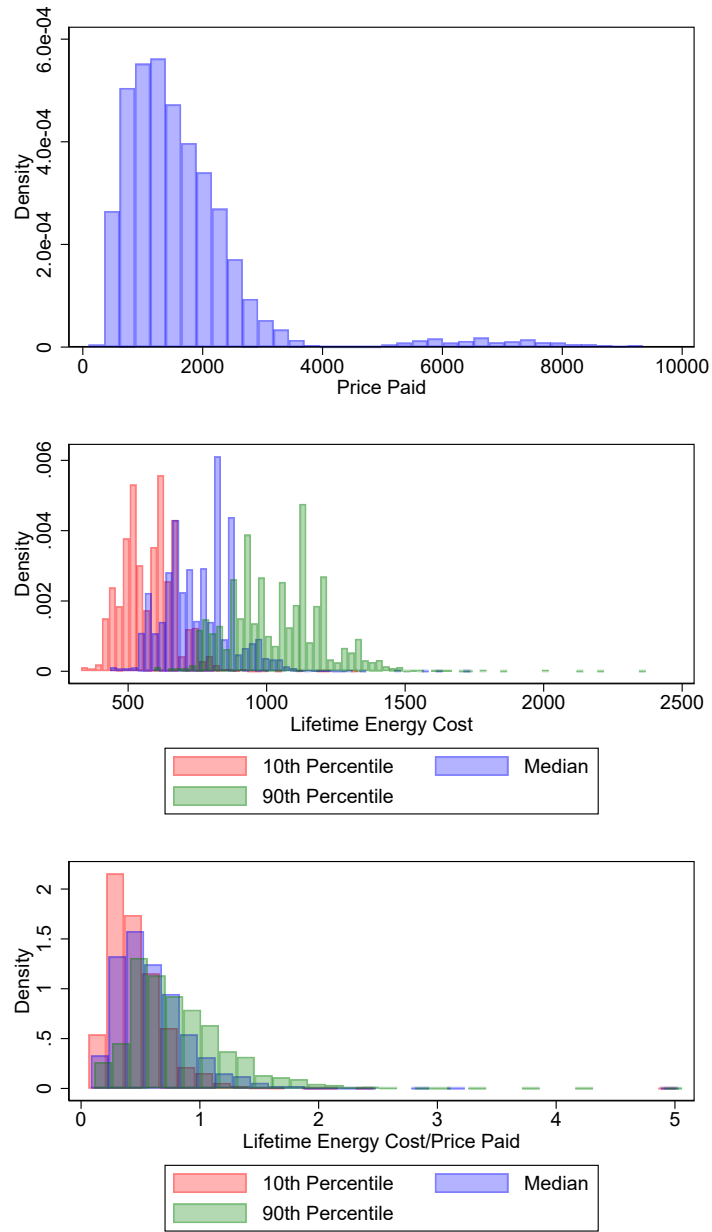 6.0e-04
4.0e-04
2.0e-04
0
Density
0 2000 4000 6000 8000 10000
Price Paid
.006
.004
.002
0
Density
500 1000 1500 2000 2500
Lifetime Energy Cost
10th Percentile Median
90th Percentile
2
1.5
1
.5
0
Density
0 1 2 3 4 5
Lifetime Energy Cost/Price Paid
10th Percentile Median
90th Percentile